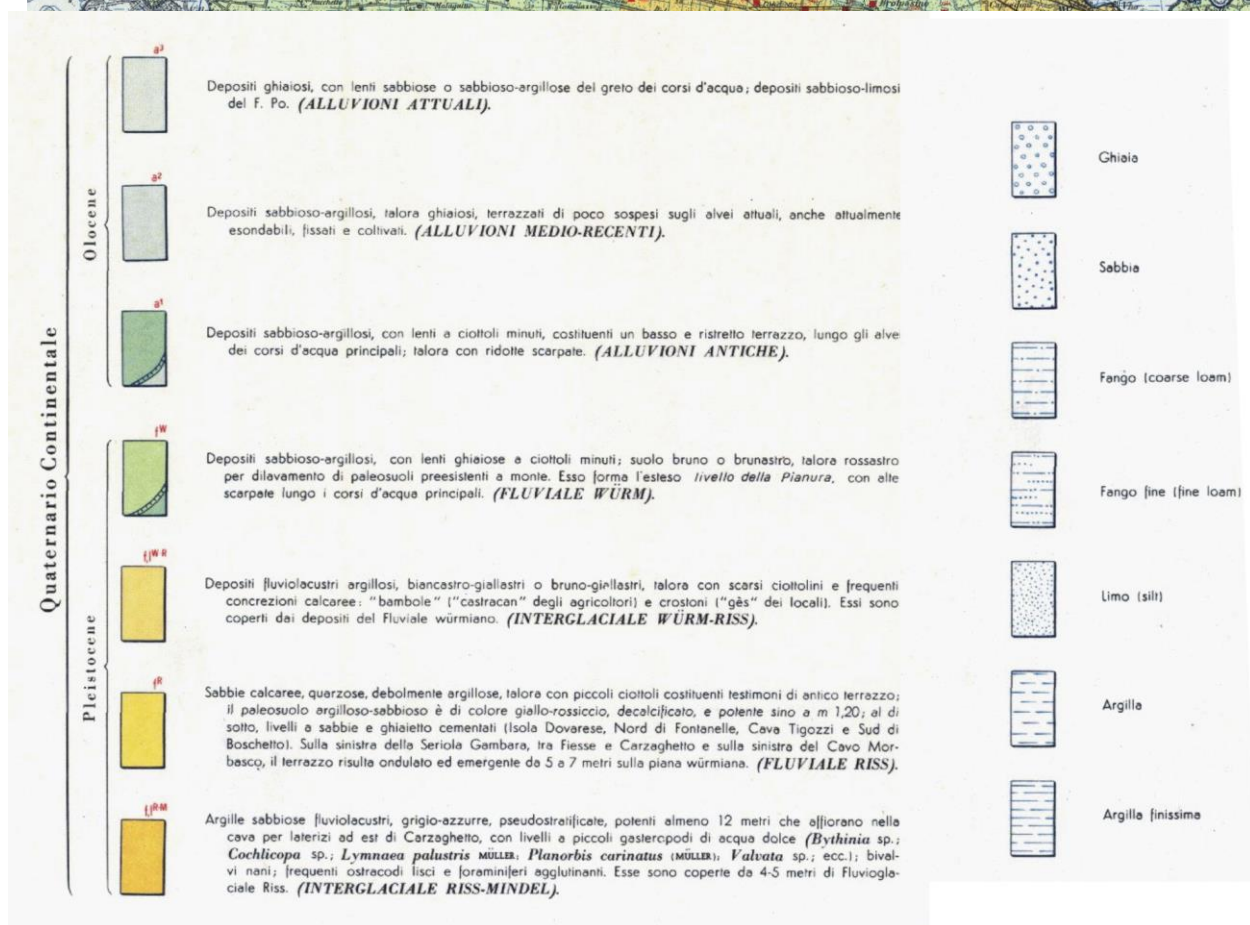 Quaternario Continentale
Olocene
a³
Depositi ghiaiosi, con lenti sabbiose o sabbioso-argillose del greto dei corsi d'acqua; depositi sabbioso-limosi
del F. Po. (ALLUVIONI ATTUALI).
a²
Depositi sabbioso-argillosi, talora ghiaiosi, terrazzati di poco sospesi sugli alvei attuali, anche attualmente
esondabili, fissati e coltivati. (ALLUVIONI MEDIO-RECENTI).
a¹
Depositi sabbioso-argillosi, con lenti a ciottoli minuti, costituenti un basso e ristretto terrazzo, lungo gli alve
dei corsi d'acqua principali; talora con ridotte scarpate. (ALLUVIONI ANTICHE).
Pleistocene
fW
Depositi sabbioso-argillosi, con lenti ghiaiose a ciottoli minuti; suolo bruno o brunastro, talora rossastro
per dilavamento di paleosuoli preesistenti a monte. Esso forma l'esteso livello della Pianura, con alte
scarpate lungo i corsi d'acqua principali. (FLUVIALE WÜRM).
f,lW-R
Depositi fluviolacustri argillosi, biancastro-giallastri o bruno-giallastri, talora con scarsi ciottolini e frequenti
concrezioni calcaree: "bambole" ("castracan" degli agricoltori) e crostoni ("gès" dei locali). Essi sono
coperti dai depositi del Fluviale würmiano. (INTERGLACIALE WÜRM-RISS).
fR
Sabbie calcaree, quarzose, debolmente argillose, talora con piccoli ciottoli costituenti testimoni di antico terrazzo;
il paleosuolo argilloso-sabbioso è di colore giallo-rossiccio, decalcificato, e potente sino a m 1,20; al di
sotto, livelli a sabbie e ghiaietto cementati (Isola Dovarese, Nord di Fontanelle, Cava Tigozzi e Sud di
Boschetto). Sulla sinistra della Seriola Gambara, tra Fiesse e Carzaghetto e sulla sinistra del Cavo Mor-
basco, il terrazzo risulta ondulato ed emergente da 5 a 7 metri sulla piana würmiana. (FLUVIALE RISS).
f,lR-M
Argille sabbiose fluviolacustri, grigio-azzurre, pseudostratificate, potenti almeno 12 metri che affiorano nella
cava per laterizi ad est di Carzaghetto, con livelli a piccoli gasteropodi di acqua dolce (Bythinia sp.;
Cochlicopa sp.; Lymnaea palustris MÜLLER; Planorbis carinatus (MÜLLER); Valvata sp.; ecc.); bival-
vi nani; frequenti ostracodi lisci e foraminiferi agglutinanti. Esse sono coperte da 4-5 metri di Fluviogla-
ciale Riss. (INTERGLACIALE RISS-MINDEL).
Ghiaia
Sabbia
Fango (coarse loam)
Fango fine (fine loam)
Limo (silt)
Argilla
Argilla finissima